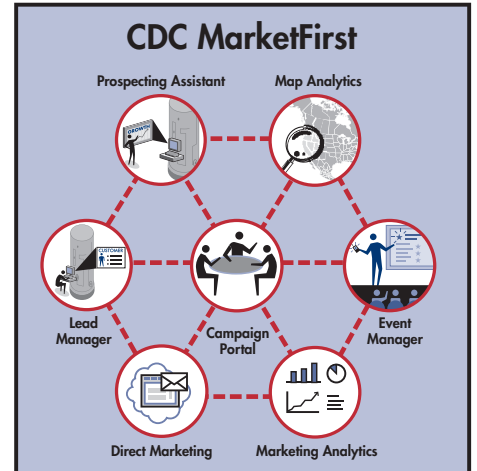 CDC MarketFirst
Prospecting Assistant
Map Analytics
GROWTH
CUSTOMER
Lead
Manager
Campaign
Portal
Event
Manager
Direct Marketing
Marketing Analytics